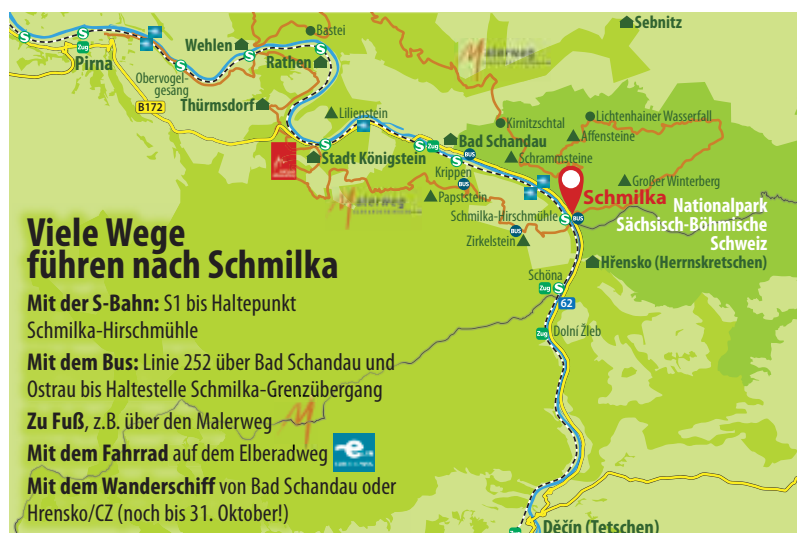 Sebnitz
Bastei
Wehlen
Malerweg
Zug
Pirna
Rathen
Obervogel-
gesang
Thürmsdorf
B172
Lilienstein
Kirnitzschtal
Lichtenhainer Wasserfall
Affensteine
Zug
Bad Schandau
BUS
Stadt Königstein
Schrammsteine
Krippen
BUS
Großer Winterberg
Malerweg
Papststein
Schmilka
Schmilka-Hirschmühle
S
BUS
Nationalpark
Sächsisch-Böhmische
Schweiz
BUS
Zirkelstein
Hřensko (Herrnskretschen)
Schöna
Zug
S
62
Zug
Dolní Žleb
Děčín (Tetschen)
Viele Wege
führen nach Schmilka
Mit der S-Bahn: S1 bis Haltepunkt
Schmilka-Hirschmühle
Mit dem Bus: Linie 252 über Bad Schandau und
Ostrau bis Haltestelle Schmilka-Grenzübergang
Zu Fuß, z.B. über den Malerweg
Mit dem Fahrrad auf dem Elberadweg
Mit dem Wanderschiff von Bad Schandau oder
Hrensko/CZ (noch bis 31. Oktober!)